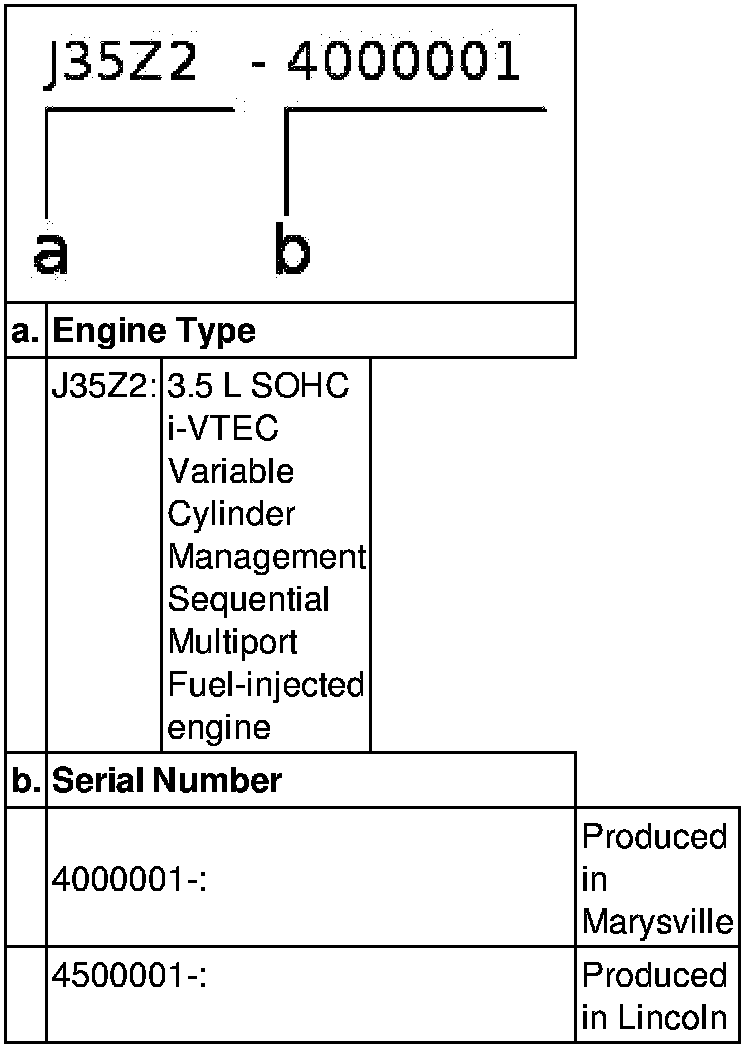 J35Z2 - 4000001
a b
a. Engine Type
J35Z2: 3.5 L SOHC
i-VTEC
Variable
Cylinder
Management
Sequential
Multiport
Fuel-injected
engine
b. Serial Number
4000001-:
Produced
in
Marysville
4500001-:
Produced
in Lincoln